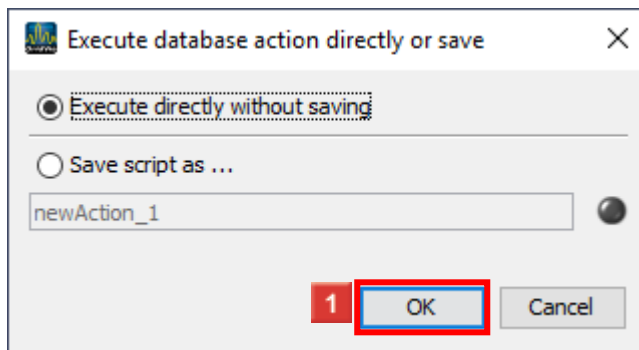 Execute database action directly or save
Execute directly without saving
Save script as ...
newAction_1
1
OK
Cancel